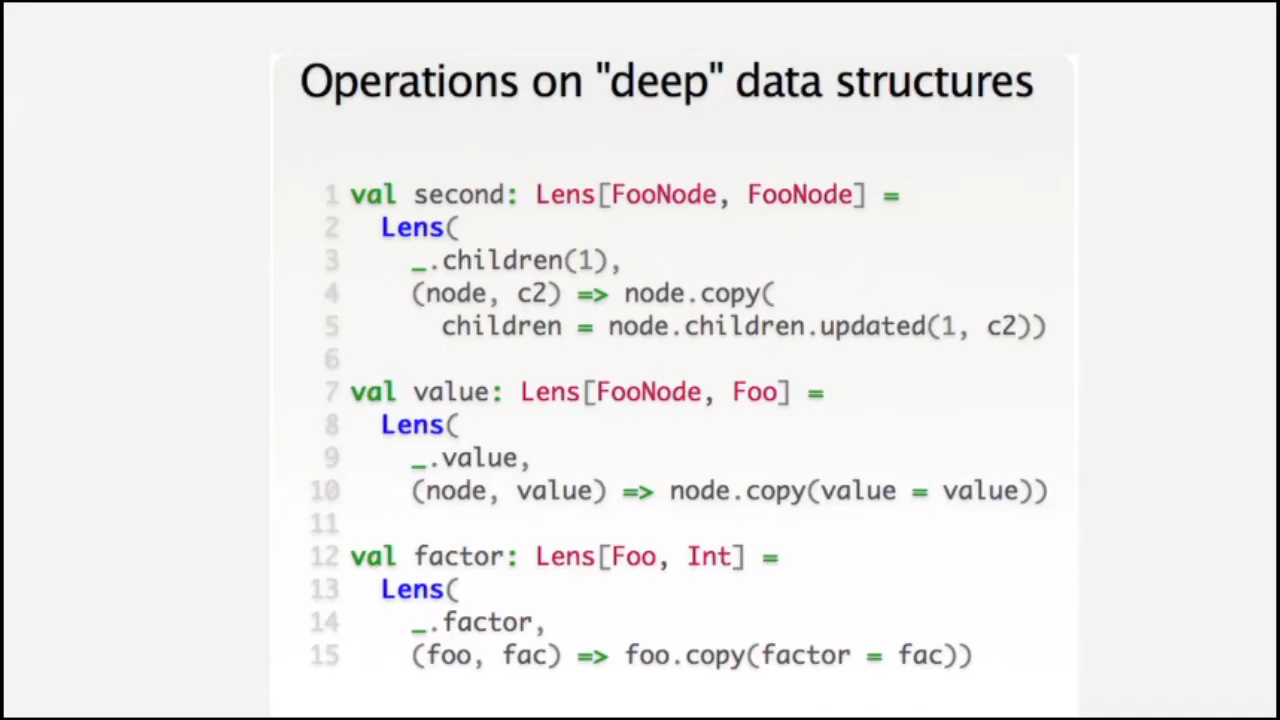 Operations on "deep" data structures
1 val second: Lens[FooNode, FooNode] =
2 Lens(
3 _.children(1),
4 (node, c2) => node.copy(
5 children = node.children.updated(1, c2))
6
7 val value: Lens[FooNode, Foo] =
8 Lens(
9 _.value,
10 (node, value) => node.copy(value = value))
11
12 val factor: Lens[Foo, Int] =
13 Lens(
14 _.factor,
15 (foo, fac) => foo.copy(factor = fac))